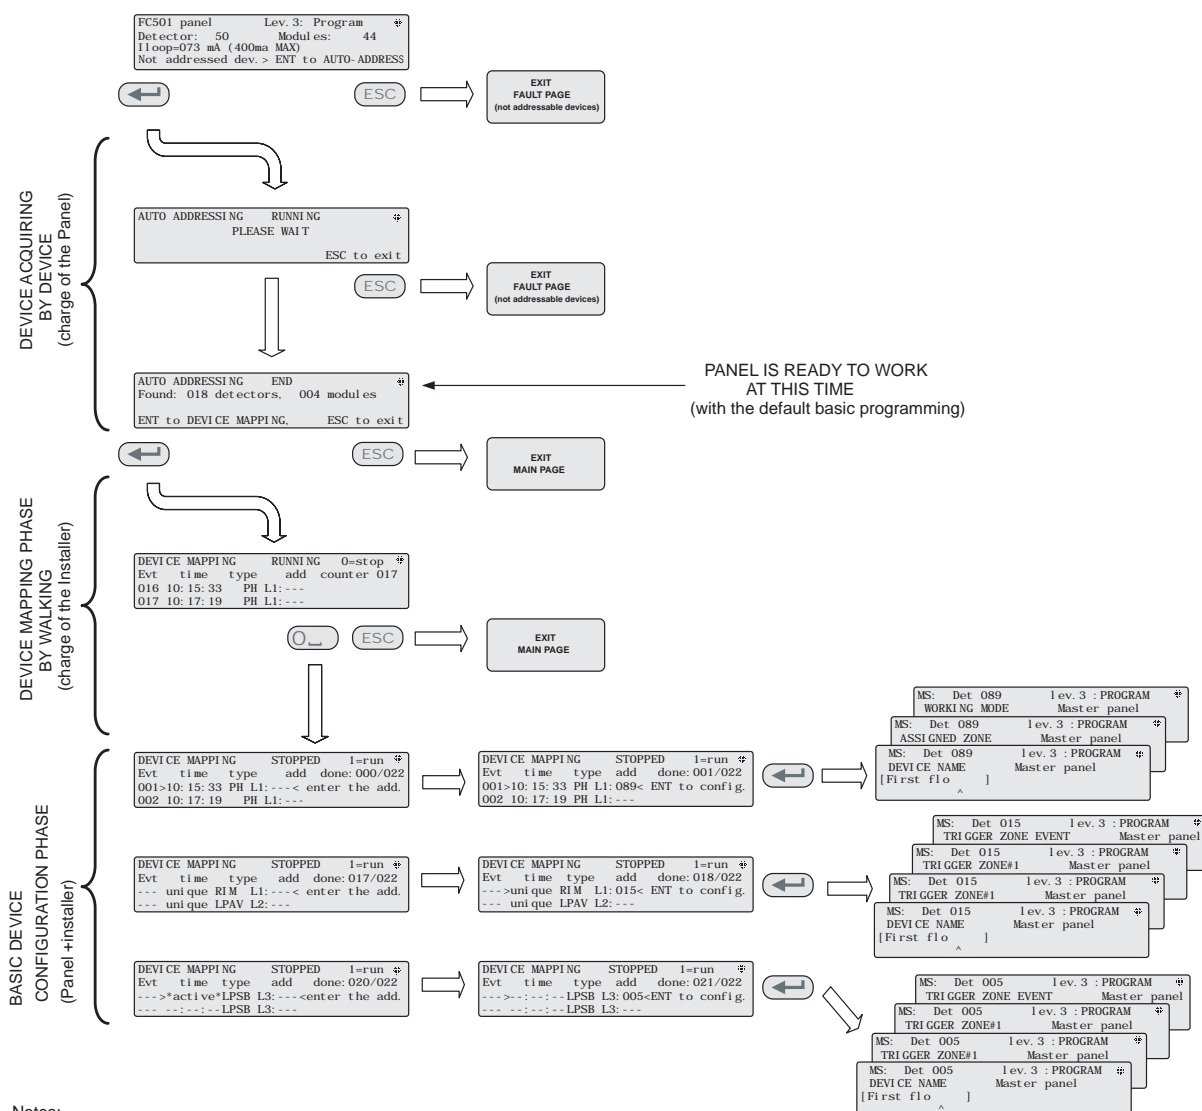 FC501 panel Lev.3: Program
Detector: 50 Modules: 44
Iloop=073 mA (400ma MAX)
Not addressed dev.> ENT to AUTO-ADDRESS
ESC
EXIT
FAULT PAGE
(not addressable devices)
DEVICE ACQUIRING
BY DEVICE
(charge of the Panel)
AUTO ADDRESSING RUNNING
PLEASE WAIT
ESC to exit
ESC
EXIT
FAULT PAGE
(not addressable devices)
AUTO ADDRESSING END
Found: 018 detectors, 004 modules
ENT to DEVICE MAPPING, ESC to exit
PANEL IS READY TO WORK
AT THIS TIME
(with the default basic programming)
ESC
EXIT
MAIN PAGE
DEVICE MAPPING PHASE
BY WALKING
(charge of the Installer)
DEVICE MAPPING RUNNING 0=stop
Evt time type add counter 017
016 10:15:33 PH L1:---
017 10:17:19 PH L1:---
0
ESC
EXIT
MAIN PAGE
BASIC DEVICE
CONFIGURATION PHASE
(Panel +installer)
DEVICE MAPPING STOPPED 1=run
Evt time type add done:000/022
001>10:15:33 PH L1:---< enter the add.
002 10:17:19 PH L1:---
DEVICE MAPPING STOPPED 1=run
Evt time type add done:001/022
001>10:15:33 PH L1:089< ENT to config.
002 10:17:19 PH L1:---
MS: Det 089 lev.3 :PROGRAM
WORKING MODE Master panel
MS: Det 089 lev.3 :PROGRAM
ASSIGNED ZONE Master panel
MS: Det 089 lev.3 :PROGRAM
DEVICE NAME Master panel
[First flo ]
^
DEVICE MAPPING STOPPED 1=run
Evt time type add done:017/022
--- unique RIM L1:---< enter the add.
--- unique LPAV L2:---
DEVICE MAPPING STOPPED 1=run
Evt time type add done:018/022
--->unique RIM L1:015< ENT to config.
--- unique LPAV L2:---
MS: Det 015 lev.3 :PROGRAM
TRIGGER ZONE EVENT Master panel
MS: Det 015 lev.3 :PROGRAM
TRIGGER ZONE#1 Master panel
MS: Det 015 lev.3 :PROGRAM
TRIGGER ZONE#1 Master panel
MS: Det 015 lev.3 :PROGRAM
DEVICE NAME Master panel
[First flo ]
^
DEVICE MAPPING STOPPED 1=run
Evt time type add done:020/022
--->*active*LPSB L3:---<enter the add.
--- --:--:--LPSB L3:---
DEVICE MAPPING STOPPED 1=run
Evt time type add done:021/022
--->--:--:--LPSB L3:005<ENT to config.
--- --:--:--LPSB L3:---
MS: Det 005 lev.3 :PROGRAM
TRIGGER ZONE EVENT Master panel
MS: Det 005 lev.3 :PROGRAM
TRIGGER ZONE#1 Master panel
MS: Det 005 lev.3 :PROGRAM
TRIGGER ZONE#1 Master panel
MS: Det 005 lev.3 :PROGRAM
DEVICE NAME Master panel
[First flo ]
^
Notes: